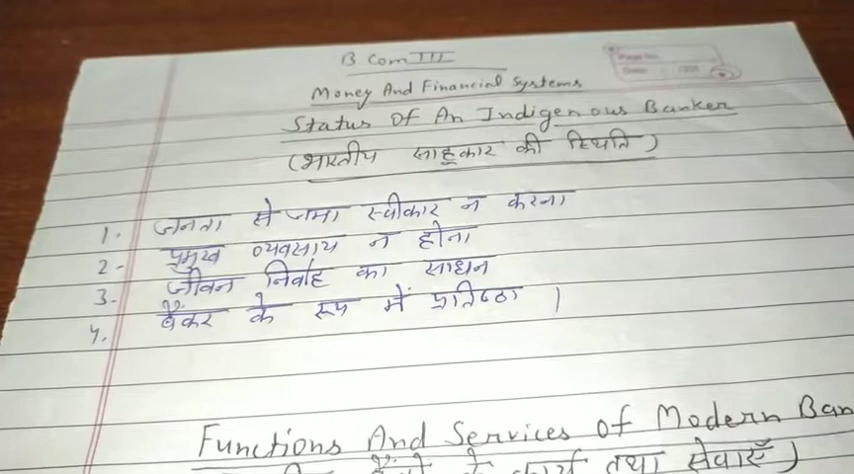 B Com III
Money And Financial Systems
Status Of An Indigenous Banker
(भारतीय साहूकार की स्थिति)
1. जनता से जमा स्वीकार न करना
2- प्रमुख व्यवसाय न होना
3- जीवन निर्वाह का साधन
4. बैंकर के रूप में प्रतिष्ठा ।
Functions And Services of Modern Ban
के कार्य तथा सेवाएँ)